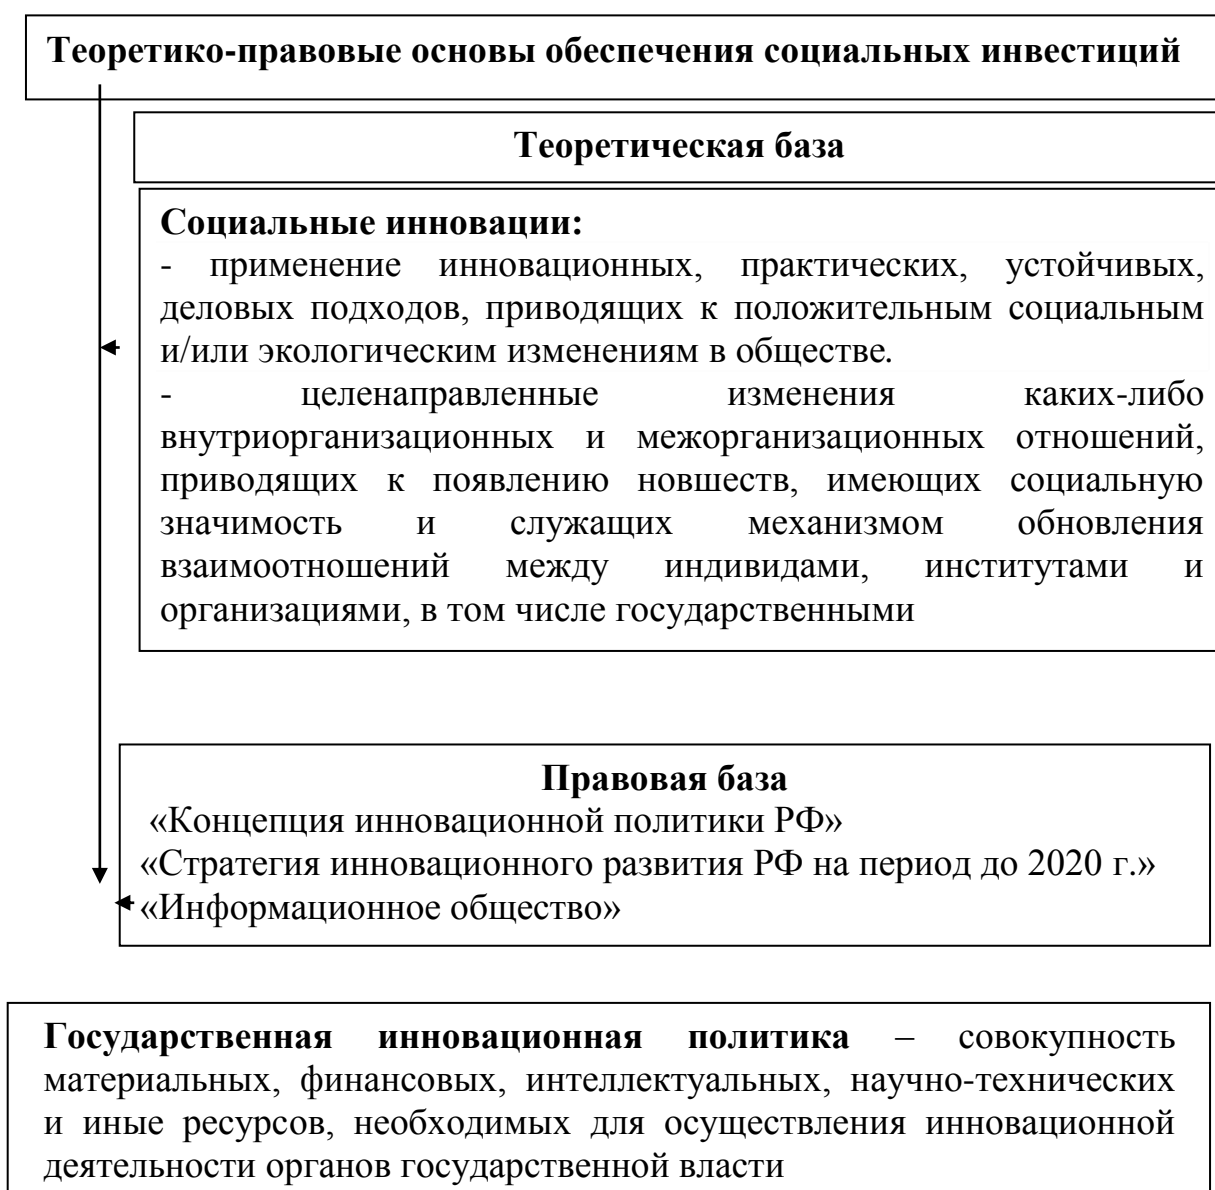 Теоретико-правовые основы обеспечения социальных инвестиций
Теоретическая база
Социальные инновации:
- применение инновационных, практических, устойчивых,
деловых подходов, приводящих к положительным социальным
и/или экологическим изменениям в обществе.
- целенаправленные изменения каких-либо
внутриорганизационных и межорганизационных отношений,
приводящих к появлению новшеств, имеющих социальную
значимость и служащих механизмом обновления
взаимоотношений между индивидами, институтами и
организациями, в том числе государственными
Правовая база
«Концепция инновационной политики РФ»
«Стратегия инновационного развития РФ на период до 2020 г.»
«Информационное общество»
Государственная инновационная политика – совокупность
материальных, финансовых, интеллектуальных, научно-технических
и иные ресурсов, необходимых для осуществления инновационной
деятельности органов государственной власти